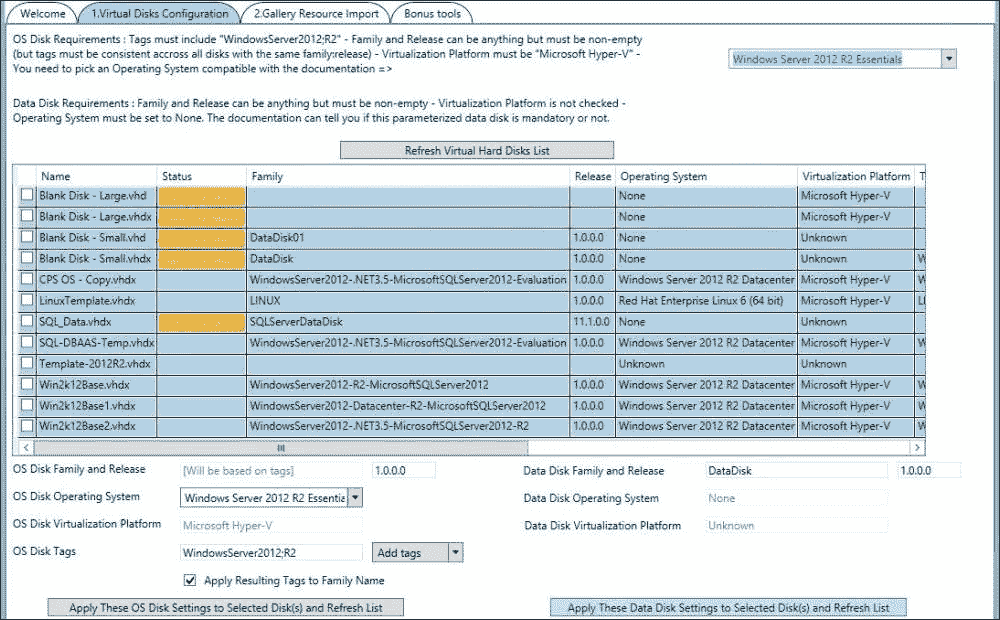 Welcome 1.Virtual Disks Configuration 2.Gallery Resource Import Bonus tools
OS Disk Requirements : Tags must include "WindowsServer2012;R2" - Family and Release can be anything but must be non-empty
(but tags must be consistent accross all disks with the same family:release) - Virtualization Platform must be "Microsoft Hyper-V" -
You need to pick an Operating System compatible with the documentation =>
Windows Server 2012 R2 Essentials
Data Disk Requirements : Family and Release can be anything but must be non-empty - Virtualization Platform is not checked -
Operating System must be set to None. The documentation can tell you if this parameterized data disk is mandatory or not.
Refresh Virtual Hard Disks List
Name Status Family Release Operating System Virtualization Platform T
Blank Disk - Large.vhd None Microsoft Hyper-V
Blank Disk - Large.vhdx None Microsoft Hyper-V
Blank Disk - Small.vhd DataDisk01 1.0.0.0 None Unknown
Blank Disk - Small.vhdx DataDisk 1.0.0.0 None Unknown W
CPS OS - Copy.vhdx WindowsServer2012-.NET3.5-MicrosoftSQLServer2012-Evaluation 1.0.0.0 Windows Server 2012 R2 Datacenter Microsoft Hyper-V W
LinuxTemplate.vhdx LINUX 1.0.0.0 Red Hat Enterprise Linux 6 (64 bit) Microsoft Hyper-V LI
SQL_Data.vhdx SQLServerDataDisk 11.1.0.0 None Unknown
SQL-DBAAS-Temp.vhdx WindowsServer2012-.NET3.5-MicrosoftSQLServer2012-Evaluation 1.0.0.0 Windows Server 2012 R2 Datacenter Microsoft Hyper-V W
Template-2012R2.vhdx Unknown Unknown
Win2k12Base.vhdx WindowsServer2012-R2-MicrosoftSQLServer2012 1.0.0.0 Windows Server 2012 R2 Datacenter Microsoft Hyper-V W
Win2k12Base1.vhdx WindowsServer2012-Datacenter-R2-MicrosoftSQLServer2012 1.0.0.0 Windows Server 2012 R2 Datacenter Microsoft Hyper-V W
Win2k12Base2.vhdx WindowsServer2012-.NET3.5-MicrosoftSQLServer2012-R2 1.0.0.0 Windows Server 2012 R2 Datacenter Microsoft Hyper-V W
OS Disk Family and Release [Will be based on tags] 1.0.0.0 Data Disk Family and Release DataDisk 1.0.0.0
OS Disk Operating System Windows Server 2012 R2 Essentia Data Disk Operating System None
OS Disk Virtualization Platform Microsoft Hyper-V Data Disk Virtualization Platform Unknown
OS Disk Tags WindowsServer2012;R2 Add tags
Apply Resulting Tags to Family Name
Apply These OS Disk Settings to Selected Disk(s) and Refresh List Apply These Data Disk Settings to Selected Disk(s) and Refresh List